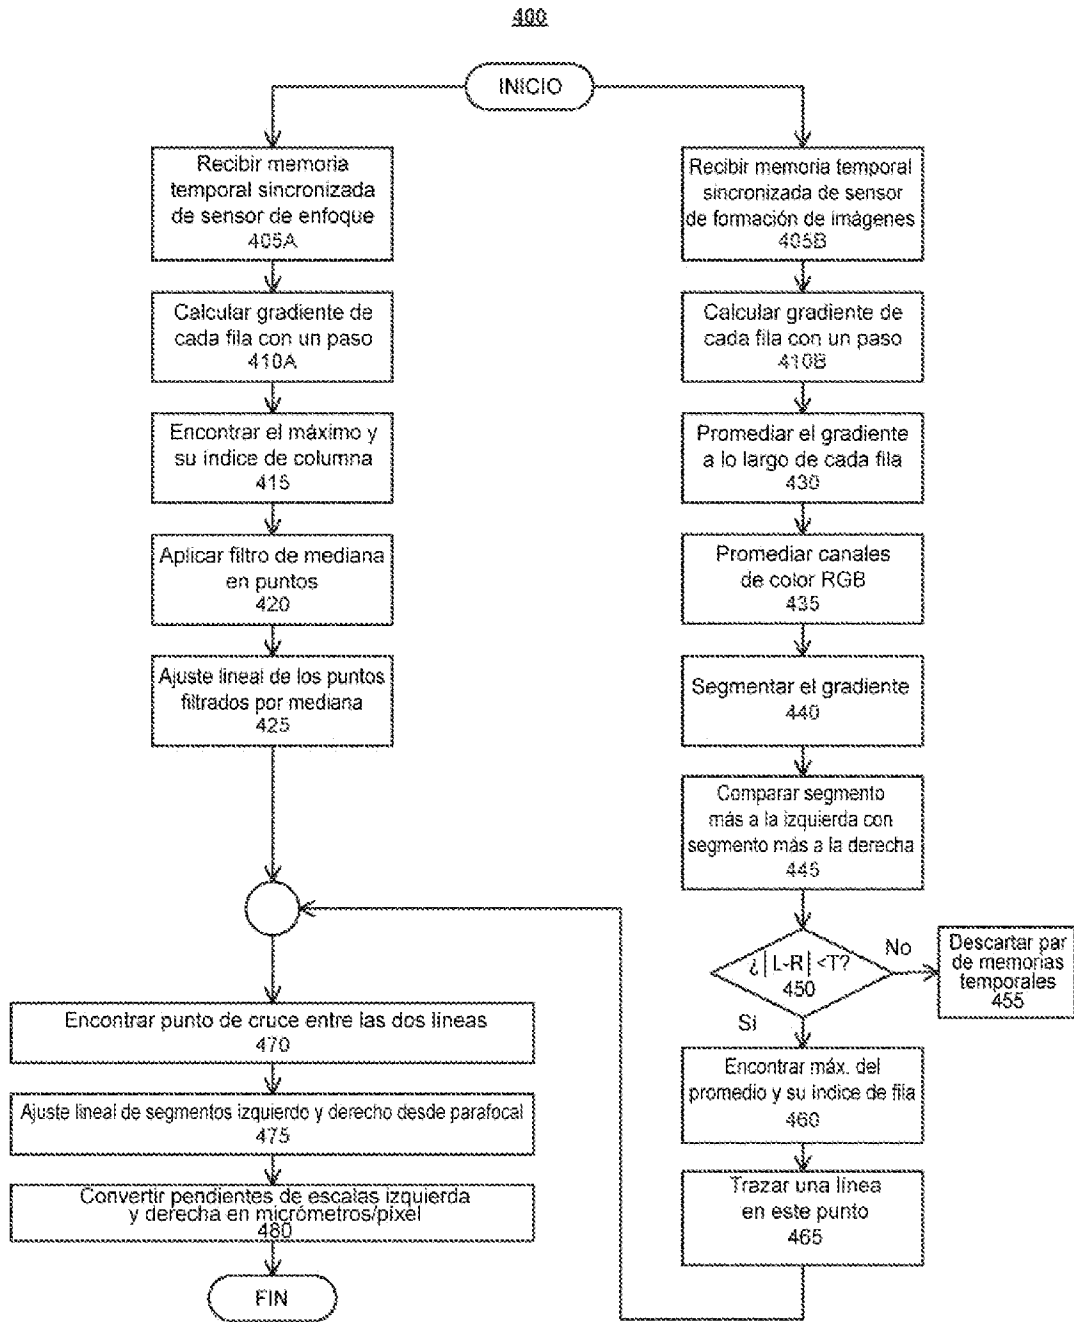 400
INICIO
Recibir memoria
temporal sincronizada
de sensor de enfoque
405A
Calcular gradiente de
cada fila con un paso
410A
Encontrar el máximo y
su índice de columna
415
Aplicar filtro de mediana
en puntos
420
Ajuste lineal de los puntos
filtrados por mediana
425
Recibir memoria temporal
sincronizada de sensor
de formación de imágenes
405B
Calcular gradiente de
cada fila con un paso
410B
Promediar el gradiente
a lo largo de cada fila
430
Promediar canales
de color RGB
435
Segmentar el gradiente
440
Comparar segmento
más a la izquierda con
segmento más a la derecha
445
¿|L-R| <T?
450
No
Descartar par
de memorias
temporales
455
Sí
Encontrar máx. del
promedio y su índice de fila
460
Trazar una línea
en este punto
465
Encontrar punto de cruce entre las dos líneas
470
Ajuste lineal de segmentos izquierdo y derecho desde parafocal
475
Convertir pendientes de escalas izquierda
y derecha en micrómetros/píxel
480
FIN